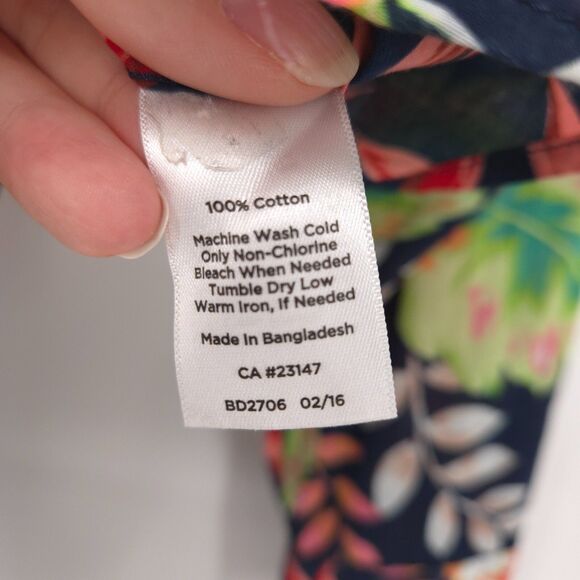 100% Cotton
Machine Wash Cold
Only Non-Chlorine
Bleach When Needed
Tumble Dry Low
Warm Iron, If Needed
Made In Bangladesh
CA #23147
BD2706 02/16